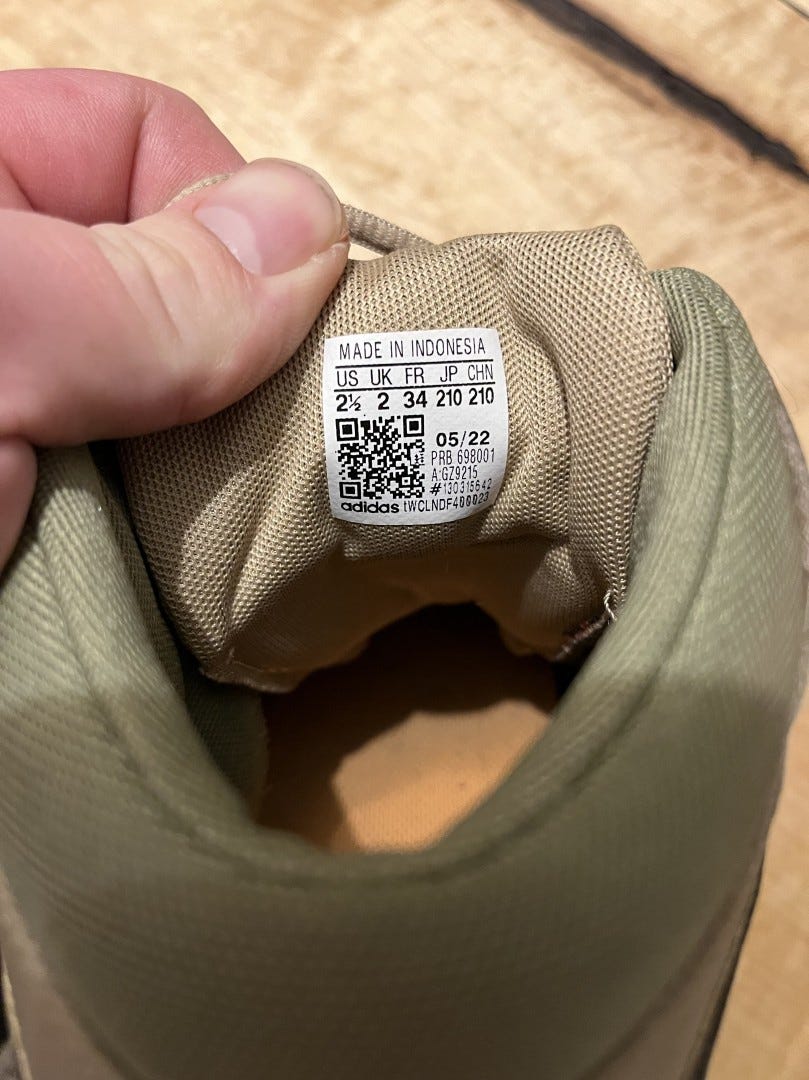 MADE IN INDONESIA
US UK FR JP CHN
2½ 2 34 210 210
05/22
PRB 698001
A:GZ9215
#130315642
adidas tWCLNDF400023